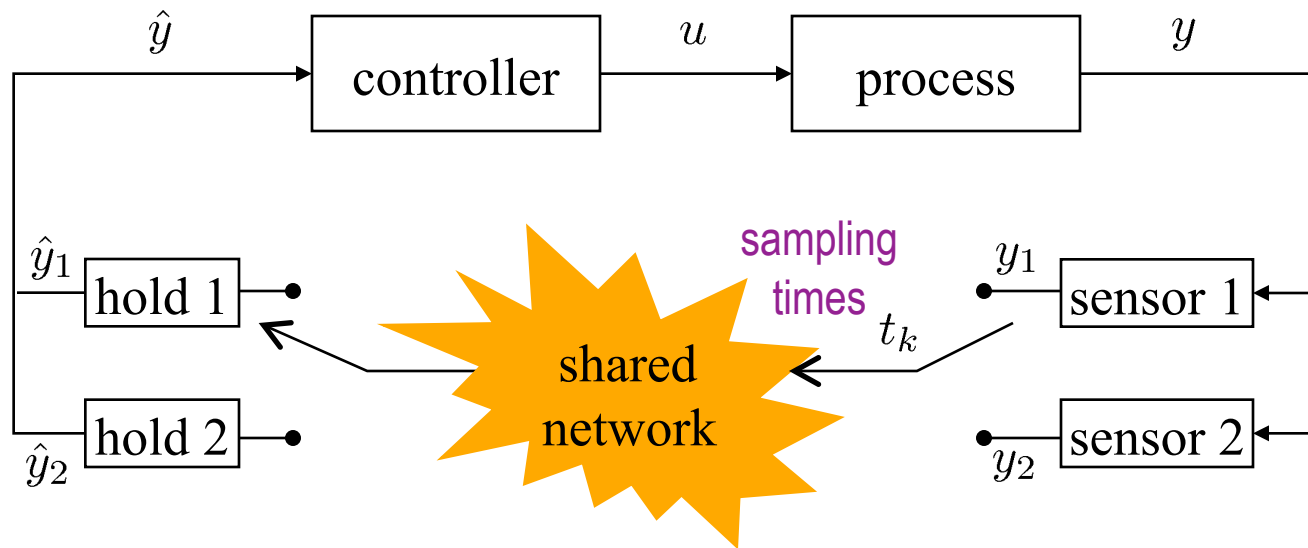 ŷ
controller
u
process
y
ŷ₁
hold 1
sampling
times
t_k
y₁
sensor 1
shared
network
ŷ₂
hold 2
y₂
sensor 2